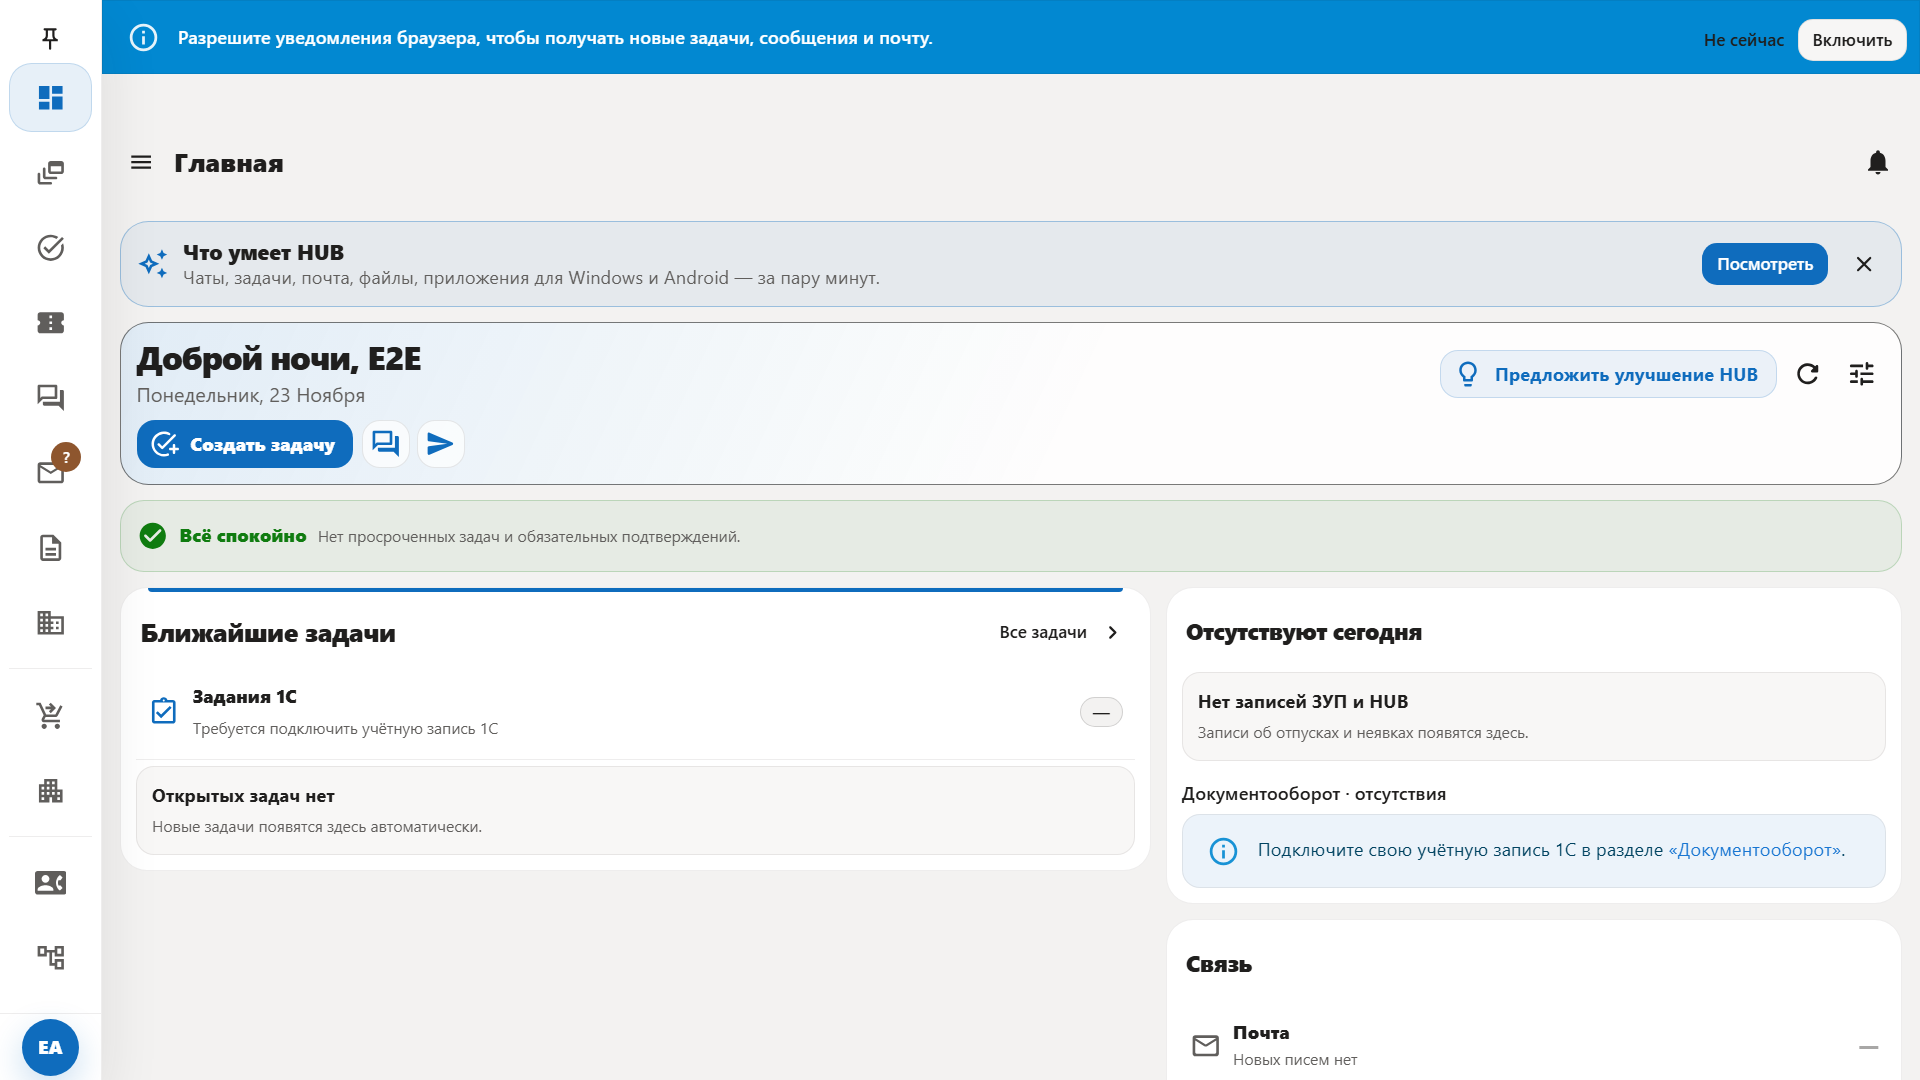 Разрешите уведомления браузера, чтобы получать новые задачи, сообщения и почту.
Не сейчас
Включить
Главная
Что умеет HUB
Чаты, задачи, почта, файлы, приложения для Windows и Android — за пару минут.
Посмотреть
Доброй ночи, E2E
Понедельник, 23 Ноября
Предложить улучшение HUB
Создать задачу
?
Всё спокойно Нет просроченных задач и обязательных подтверждений.
Ближайшие задачи
Все задачи
Задания 1С
Требуется подключить учётную запись 1С
—
Открытых задач нет
Новые задачи появятся здесь автоматически.
Отсутствуют сегодня
Нет записей ЗУП и HUB
Записи об отпусках и неявках появятся здесь.
Документооборот · отсутствия
Подключите свою учётную запись 1С в разделе «Документооборот».
Связь
Почта
Новых писем нет
—
EA